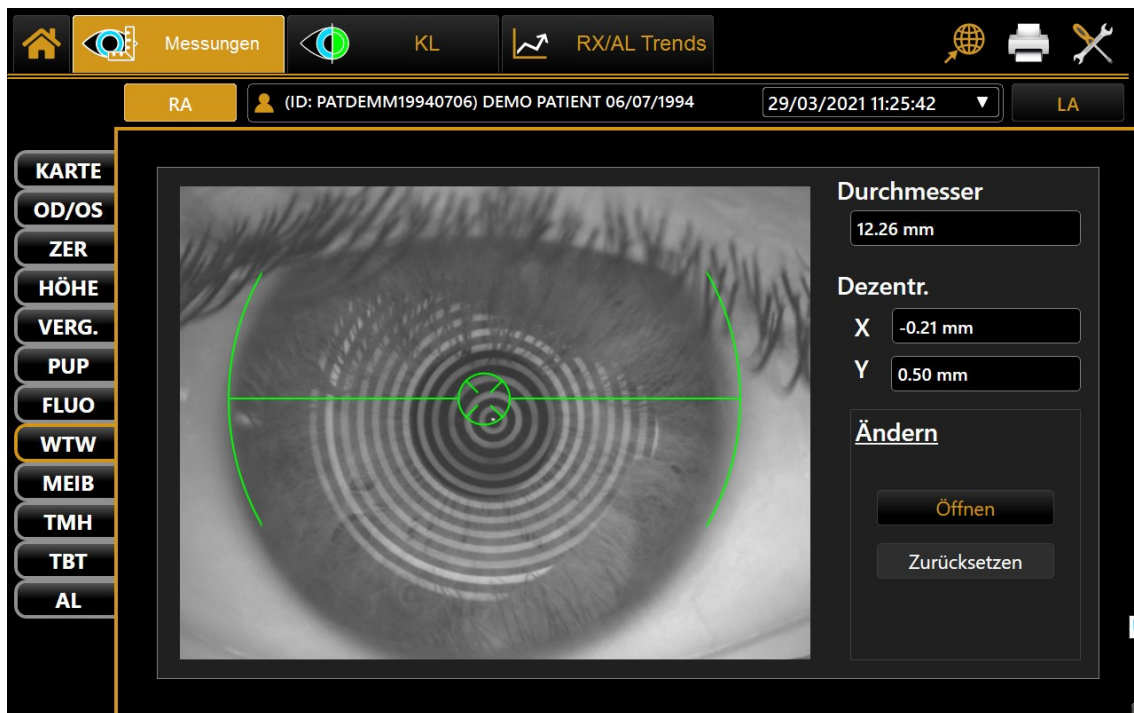 Messungen KL RX/AL Trends
RA (ID: PATDEMM19940706) DEMO PATIENT 06/07/1994 29/03/2021 11:25:42 LA
KARTE
OD/OS
ZER
HÖHE
VERG.
PUP
FLUO
WTW
MEIB
TMH
TBT
AL
Durchmesser
12.26 mm
Dezentr.
X -0.21 mm
Y 0.50 mm
Ändern
Öffnen
Zurücksetzen